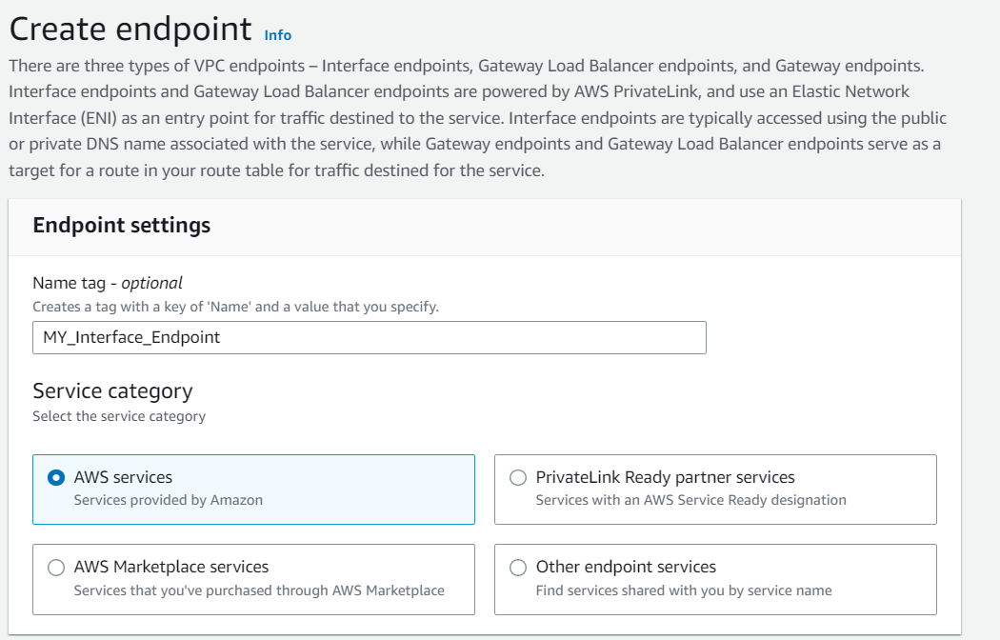 Create endpoint Info
There are three types of VPC endpoints – Interface endpoints, Gateway Load Balancer endpoints, and Gateway endpoints.
Interface endpoints and Gateway Load Balancer endpoints are powered by AWS PrivateLink, and use an Elastic Network
Interface (ENI) as an entry point for traffic destined to the service. Interface endpoints are typically accessed using the public
or private DNS name associated with the service, while Gateway endpoints and Gateway Load Balancer endpoints serve as a
target for a route in your route table for traffic destined for the service.
Endpoint settings
Name tag - optional
Creates a tag with a key of 'Name' and a value that you specify.
MY_Interface_Endpoint
Service category
Select the service category
AWS services
Services provided by Amazon
PrivateLink Ready partner services
Services with an AWS Service Ready designation
AWS Marketplace services
Services that you've purchased through AWS Marketplace
Other endpoint services
Find services shared with you by service name